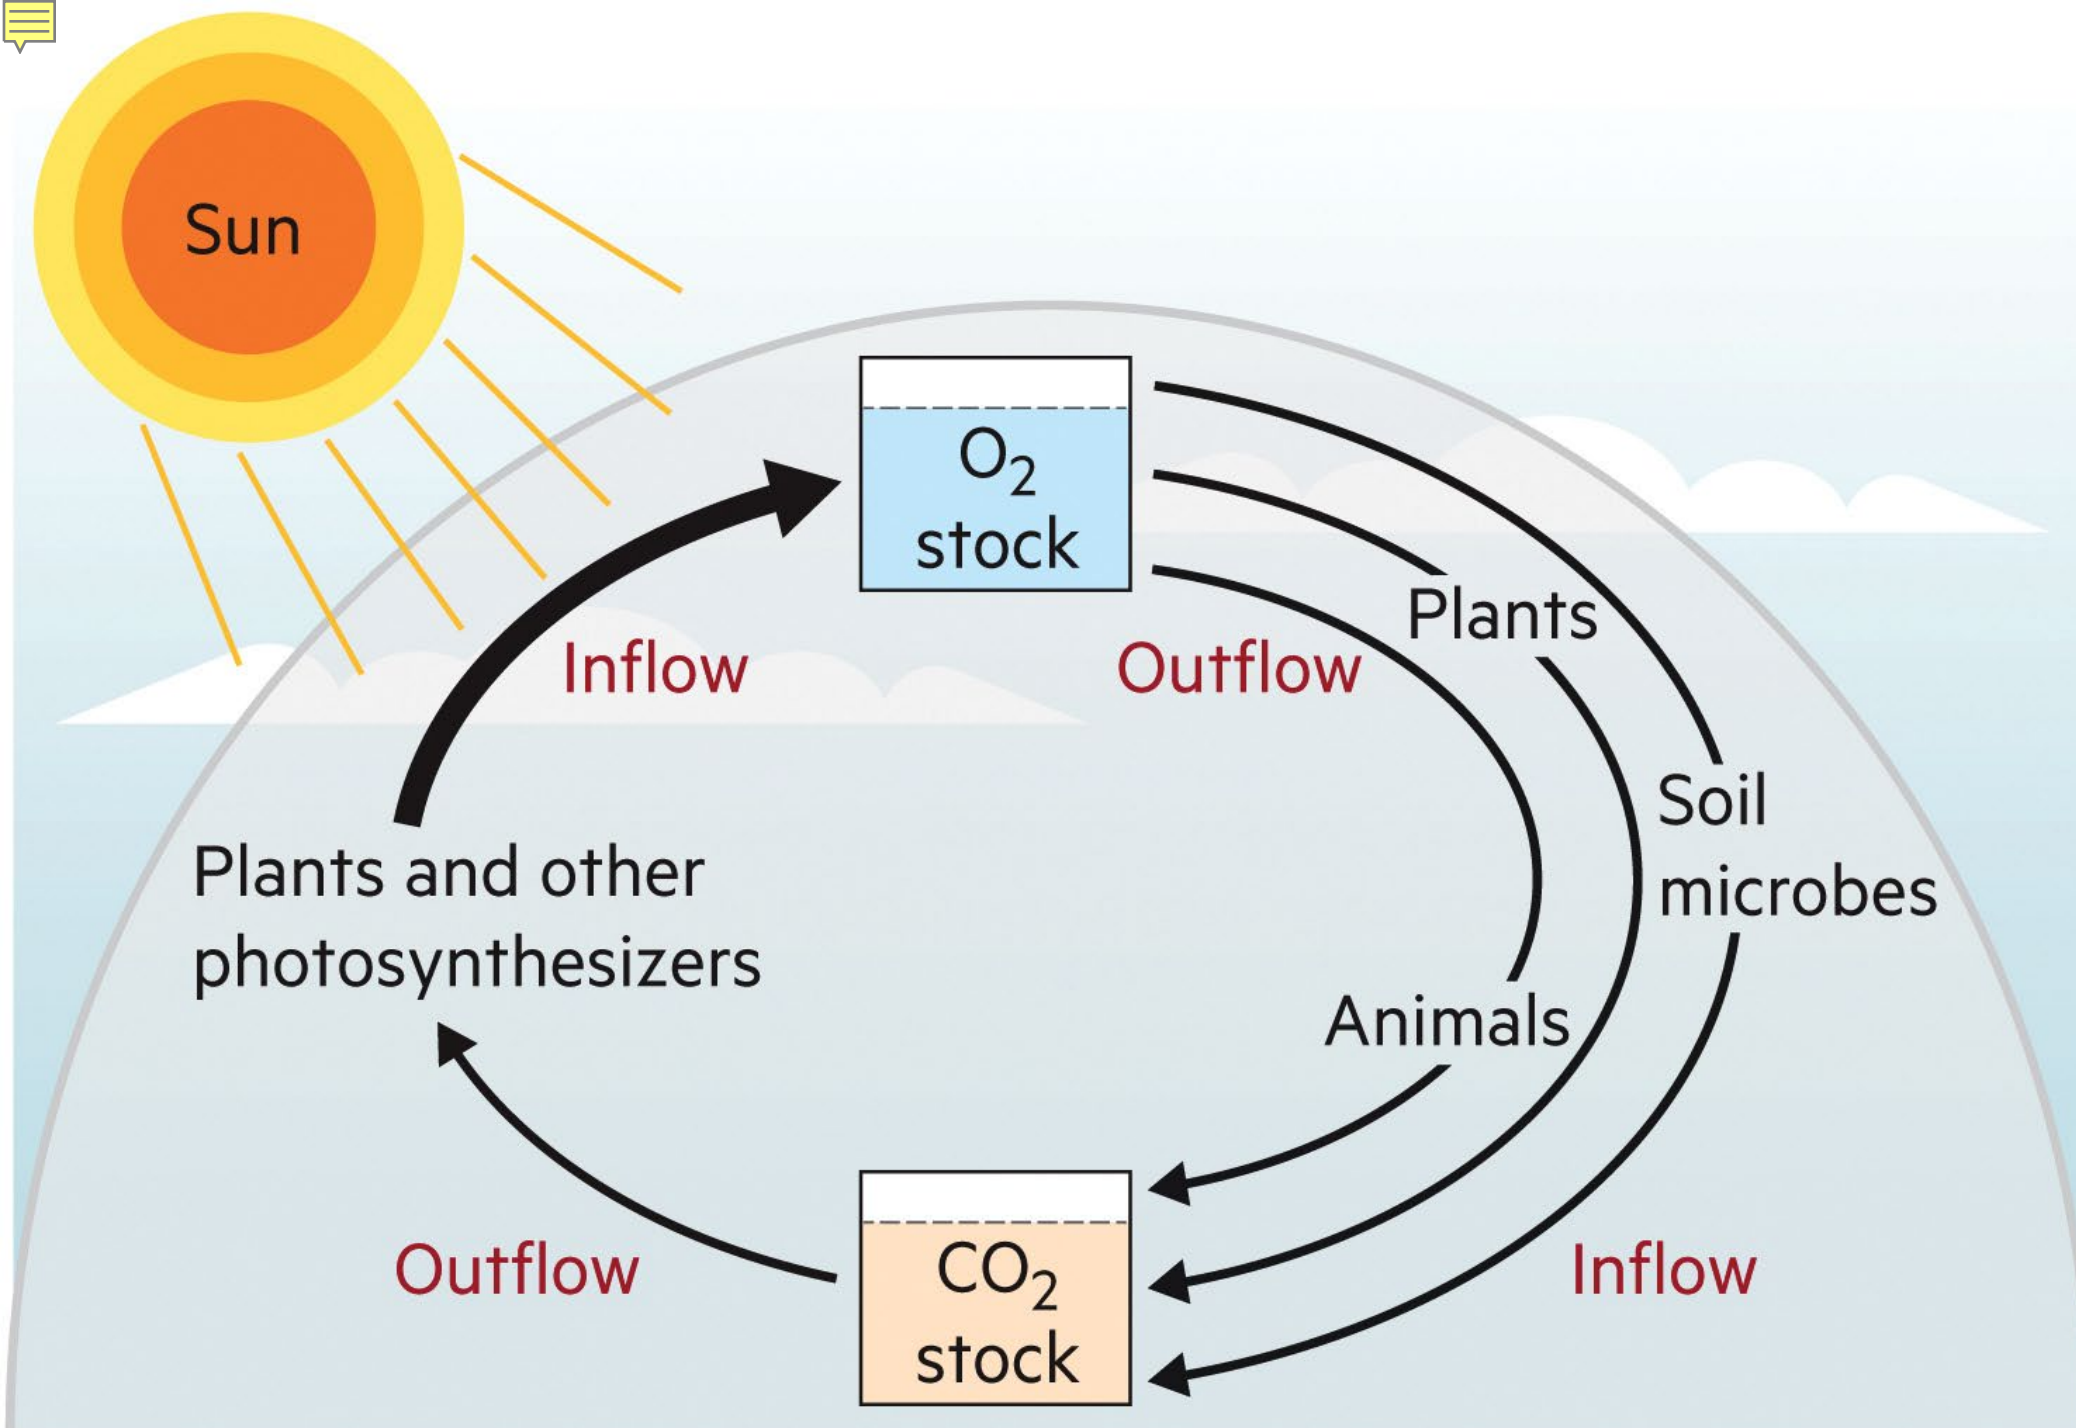 Sun
O₂
stock
Plants
Inflow
Outflow
Soil
microbes
Plants and other
photosynthesizers
Animals
Outflow
CO₂
stock
Inflow